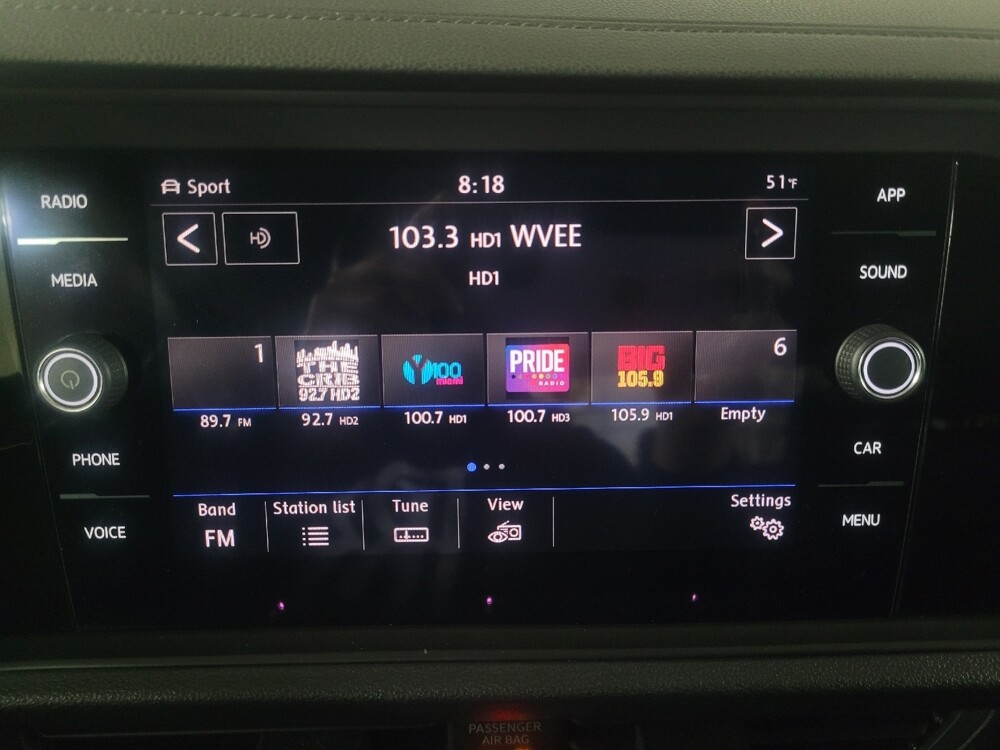 RADIO
MEDIA
PHONE
VOICE
Sport
8:18
51°F
HD
103.3 HD1 WVEE
HD1
1
THE
CRIB
92.7 HD2
Y100
MIAMI
PRIDE
RADIO
BIG
105.9
6
89.7 FM
92.7 HD2
100.7 HD1
100.7 HD3
105.9 HD1
Empty
Band
FM
Station list
Tune
View
Settings
APP
SOUND
CAR
MENU
PASSENGER
AIR BAG